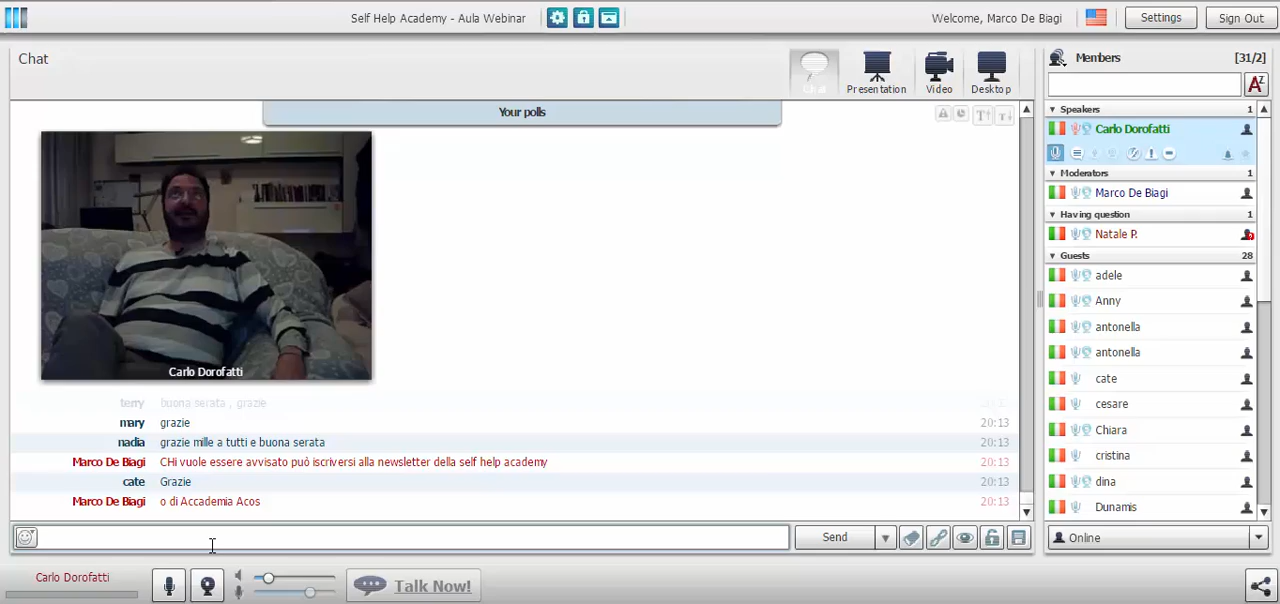 Self Help Academy - Aula Webinar
Welcome, Marco De Biagi
Settings
Sign Out
Chat
Chat
Presentation
Video
Desktop
Members
[31/2]
Your polls
Carlo Dorofatti
terry buona serata , grazie
mary grazie 20:13
nadia grazie mille a tutti e buona serata 20:13
Marco De Biagi CHi vuole essere avvisato può iscriversi alla newsletter della self help academy 20:13
cate Grazie 20:13
Marco De Biagi o di Accademia Acos 20:13
Send
Speakers 1
Carlo Dorofatti
Moderators 1
Marco De Biagi
Having question 1
Natale P.
Guests 28
adele
Anny
antonella
antonella
cate
cesare
Chiara
cristina
dina
Dunamis
Online
Carlo Dorofatti
Talk Now!